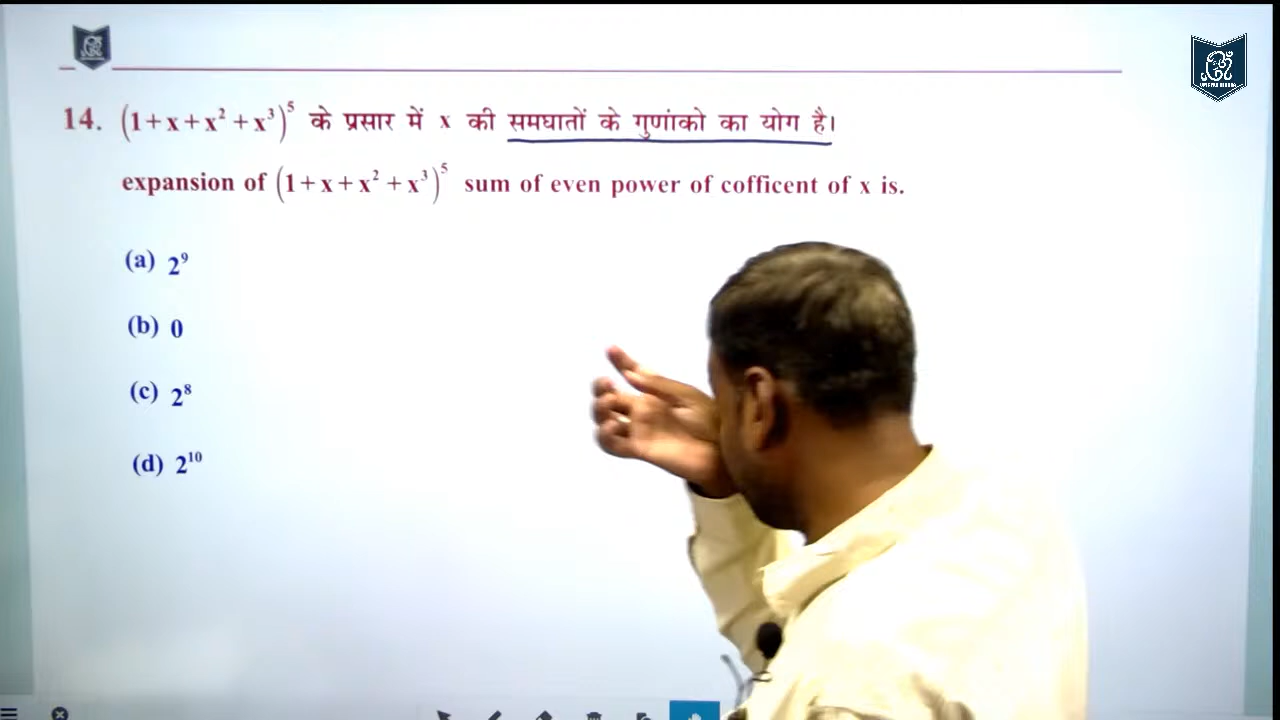 14. (1+x+x²+x³)⁵ के प्रसार में x की समघातों के गुणांको का योग है।
expansion of (1+x+x²+x³)⁵ sum of even power of cofficent of x is.
(a) 2⁹
(b) 0
(c) 2⁸
(d) 2¹⁰